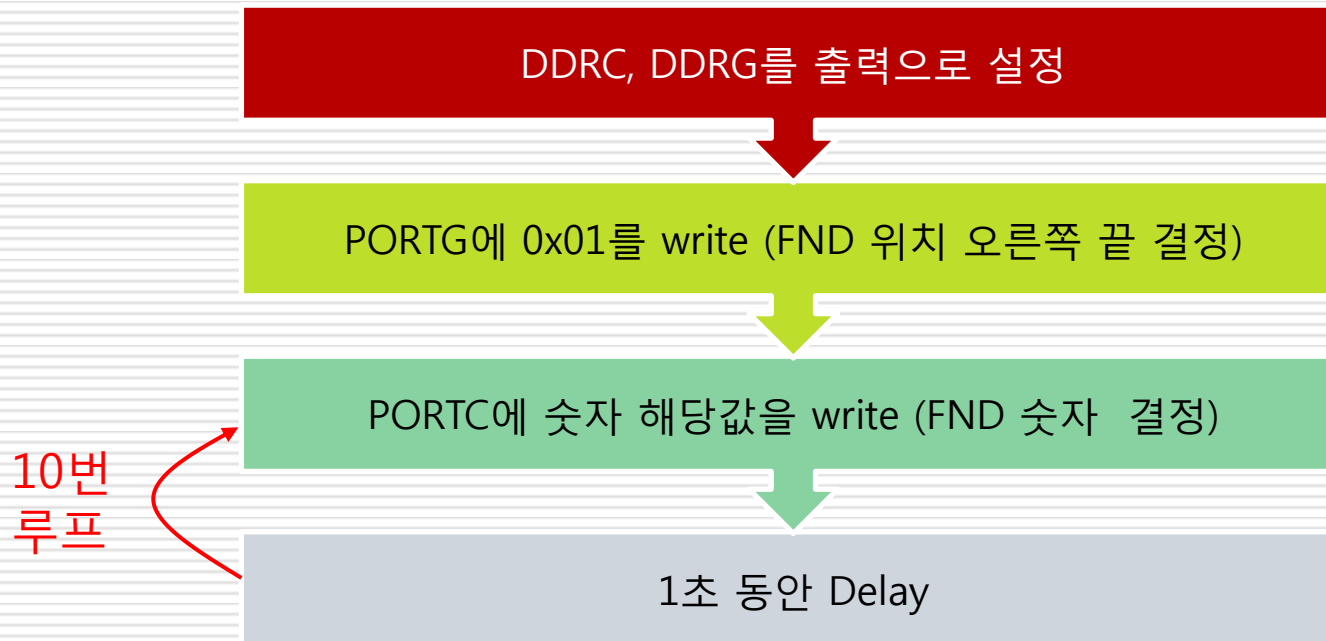 DDRC, DDRG를 출력으로 설정
PORTG에 0x01를 write (FND 위치 오른쪽 끝 결정)
PORTC에 숫자 해당값을 write (FND 숫자 결정)
10번
루프
1초 동안 Delay